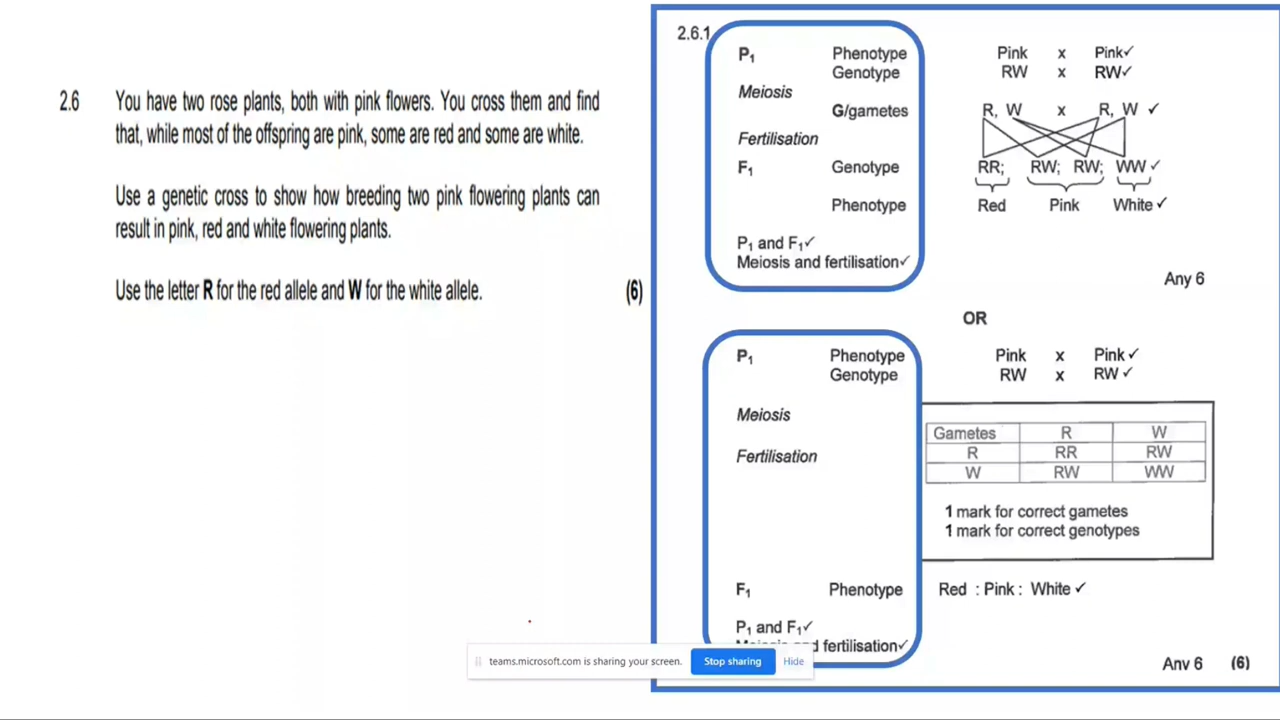 2.6 You have two rose plants, both with pink flowers. You cross them and find
that, while most of the offspring are pink, some are red and some are white.
Use a genetic cross to show how breeding two pink flowering plants can
result in pink, red and white flowering plants.
Use the letter R for the red allele and W for the white allele. (6)
2.6.1
P₁ Phenotype Pink x Pink✓
Genotype RW x RW✓
Meiosis
G/gametes R, W x R, W ✓
Fertilisation
F₁ Genotype RR; RW; RW; WW ✓
Phenotype Red Pink White ✓
P₁ and F₁✓
Meiosis and fertilisation✓
Any 6
OR
P₁ Phenotype Pink x Pink ✓
Genotype RW x RW ✓
Meiosis
Fertilisation
Gametes R W
R RR RW
W RW WW
1 mark for correct gametes
1 mark for correct genotypes
F₁ Phenotype Red : Pink : White ✓
P₁ and F₁✓
d fertilisation✓
Any 6 (6)
teams.microsoft.com is sharing your screen. Stop sharing Hide